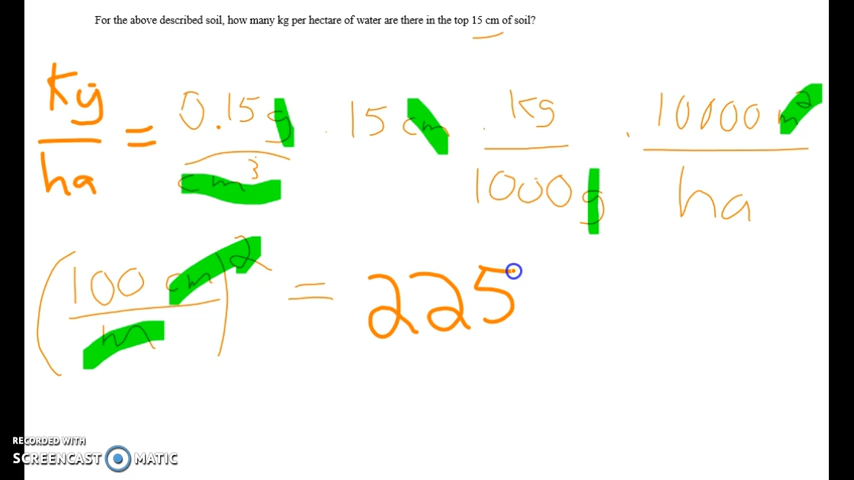 For the above described soil, how many kg per hectare of water are there in the top 15 cm of soil?
kg/ha = 0.15 g/cm³ · 15 cm · kg/1000g · 10000 m²/ha
(100 cm/m)² = 225
RECORDED WITH
SCREENCAST MATIC